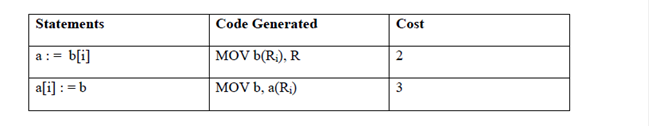 Statements Code Generated Cost
a : = b[i] MOV b(Rᵢ), R 2
a[i] : = b MOV b, a(Rᵢ) 3